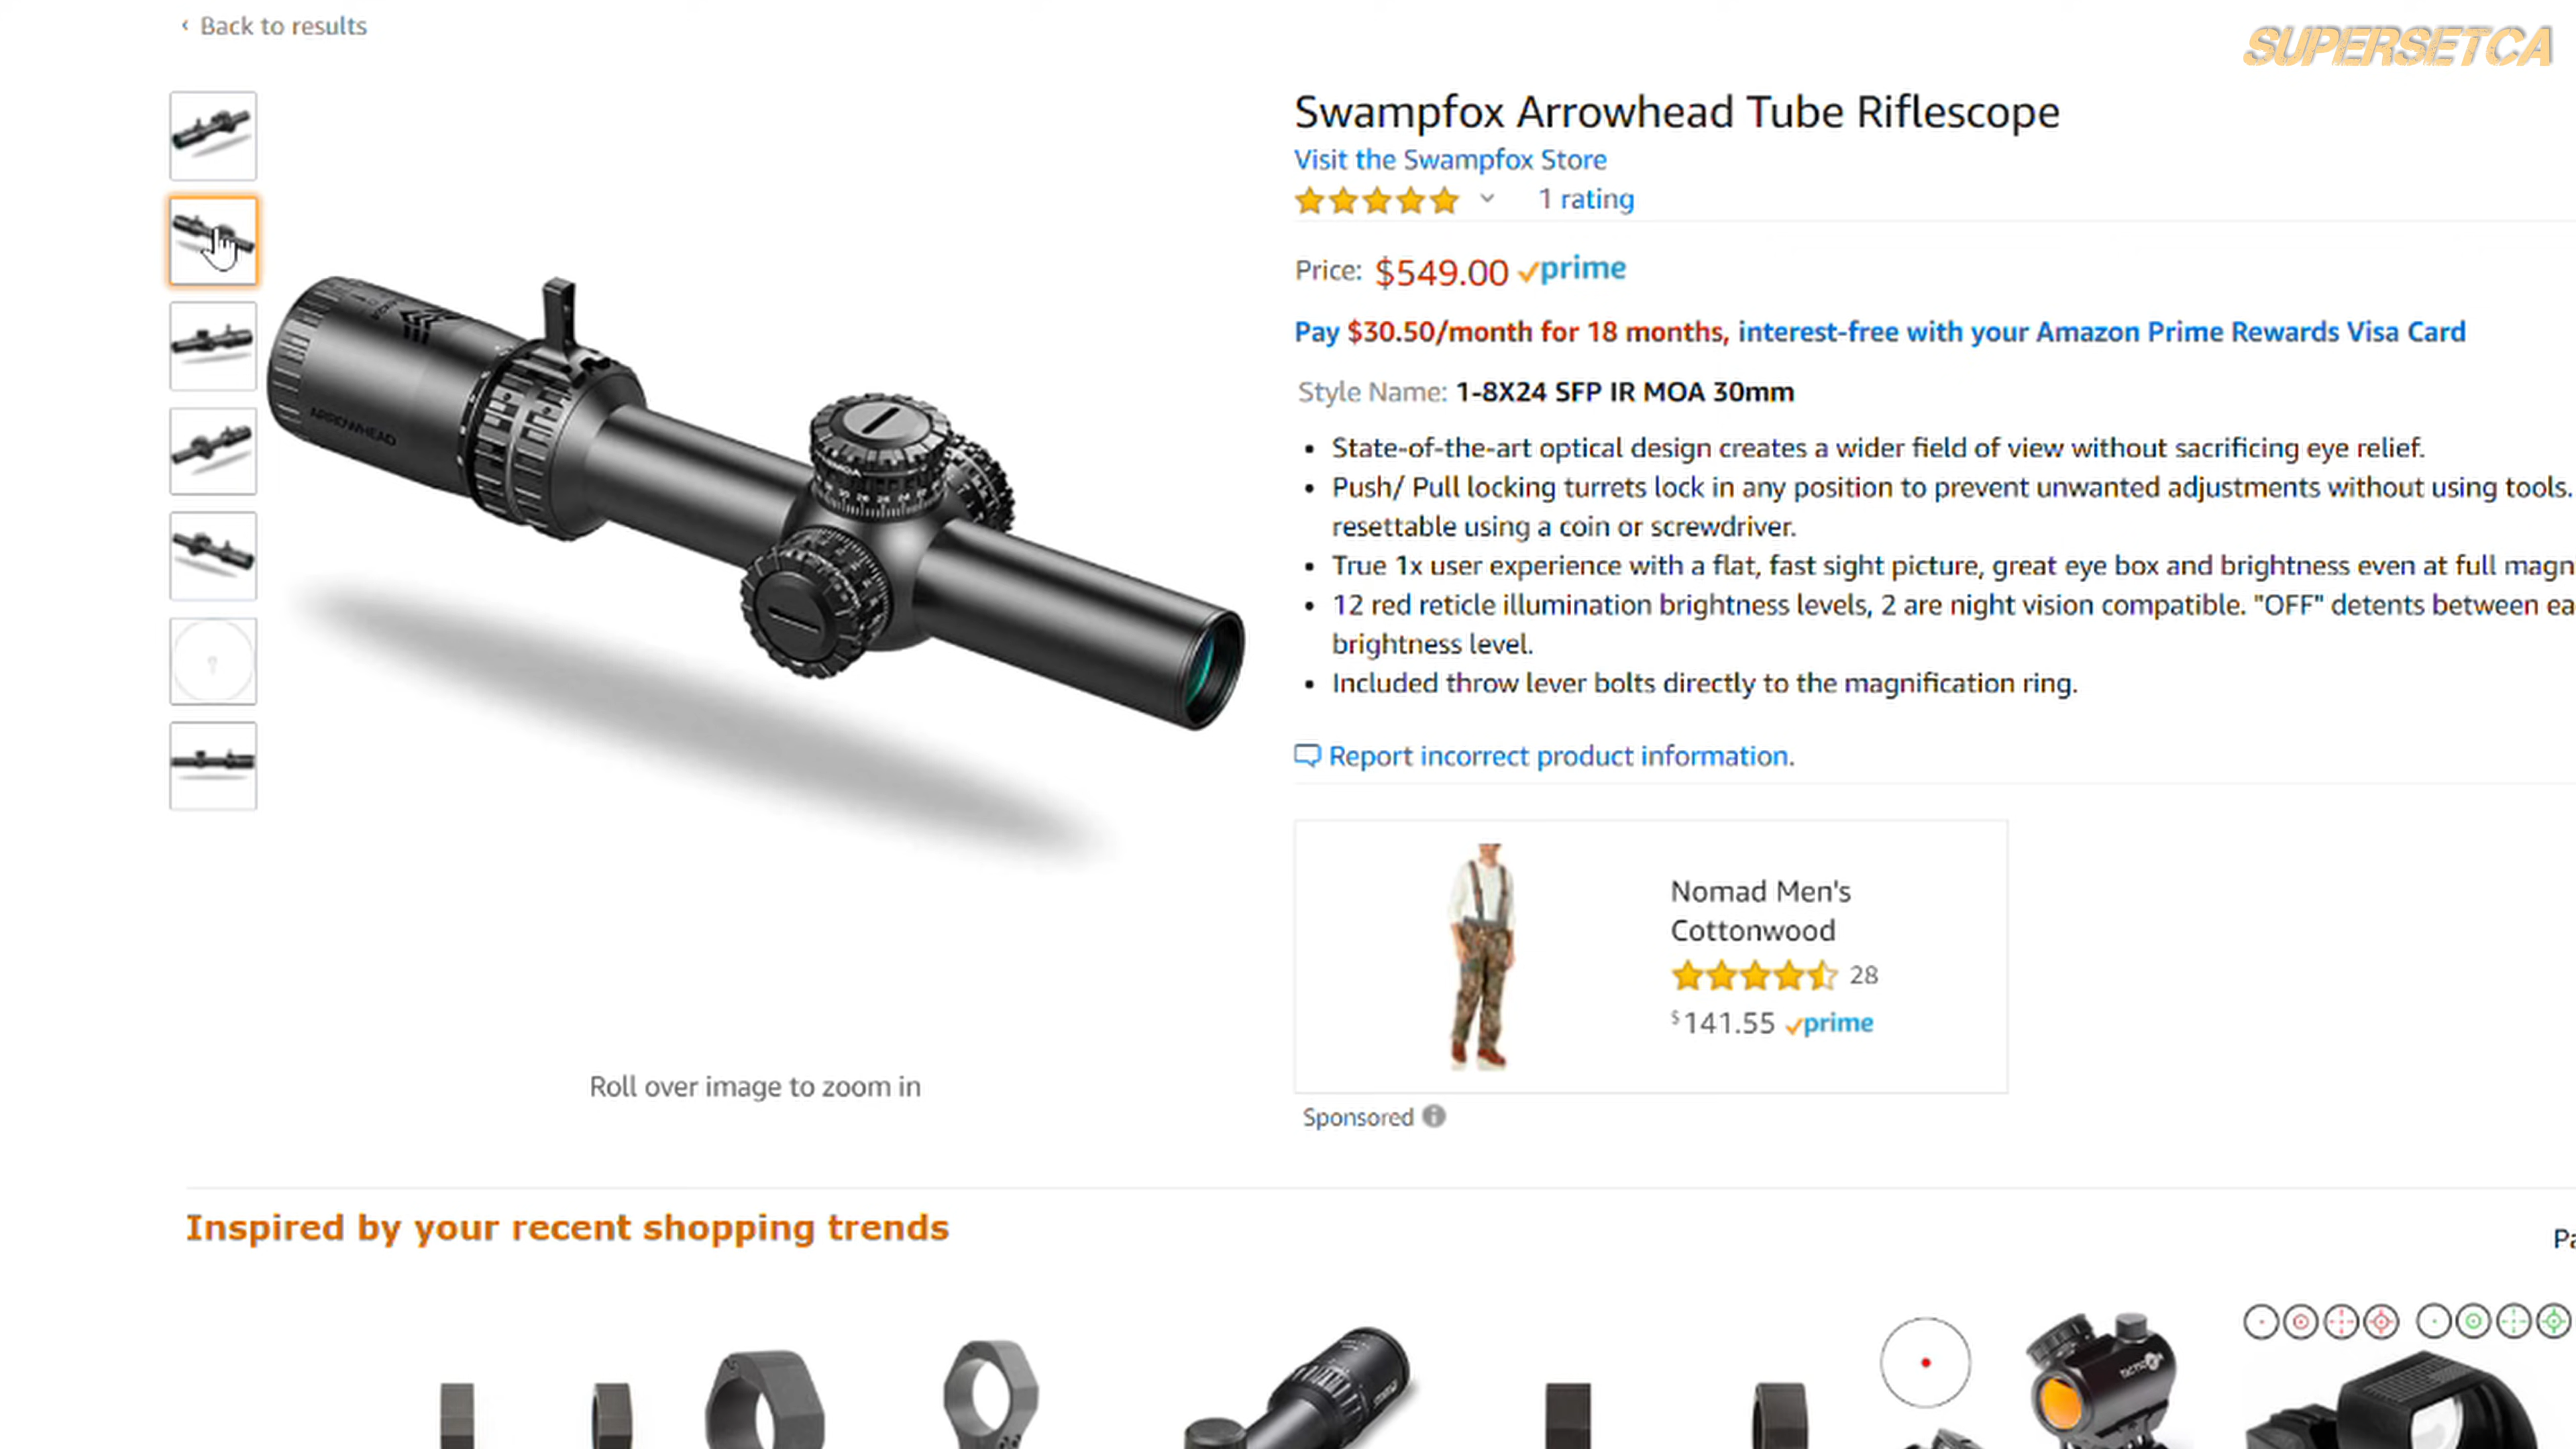 ‹ Back to results
SUPERSETCA
Swampfox Arrowhead Tube Riflescope
Visit the Swampfox Store
1 rating
Price: $549.00 prime
Pay $30.50/month for 18 months, interest-free with your Amazon Prime Rewards Visa Card
Style Name: 1-8X24 SFP IR MOA 30mm
• State-of-the-art optical design creates a wider field of view without sacrificing eye relief.
• Push/ Pull locking turrets lock in any position to prevent unwanted adjustments without using tools.
resettable using a coin or screwdriver.
• True 1x user experience with a flat, fast sight picture, great eye box and brightness even at full magn
• 12 red reticle illumination brightness levels, 2 are night vision compatible. "OFF" detents between ea
brightness level.
• Included throw lever bolts directly to the magnification ring.
Report incorrect product information.
ARROWHEAD
MOA
Nomad Men's
Cottonwood
28
$141.55 prime
Roll over image to zoom in
Sponsored
Inspired by your recent shopping trends
Pa